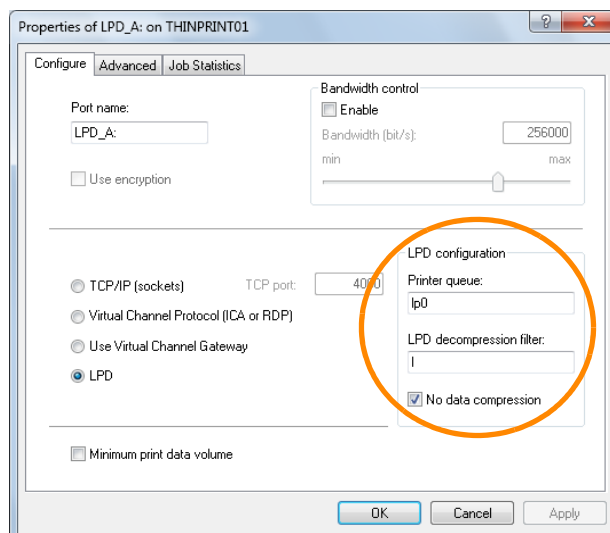 Properties of LPD_A: on THINPRINT01
Configure
Advanced
Job Statistics
Port name:
LPD_A:
Use encryption
Bandwidth control
Enable
Bandwidth (bit/s):
256000
min
max
TCP/IP (sockets)
TCP port:
4000
Virtual Channel Protocol (ICA or RDP)
Use Virtual Channel Gateway
LPD
LPD configuration
Printer queue:
lp0
LPD decompression filter:
l
No data compression
Minimum print data volume
OK
Cancel
Apply